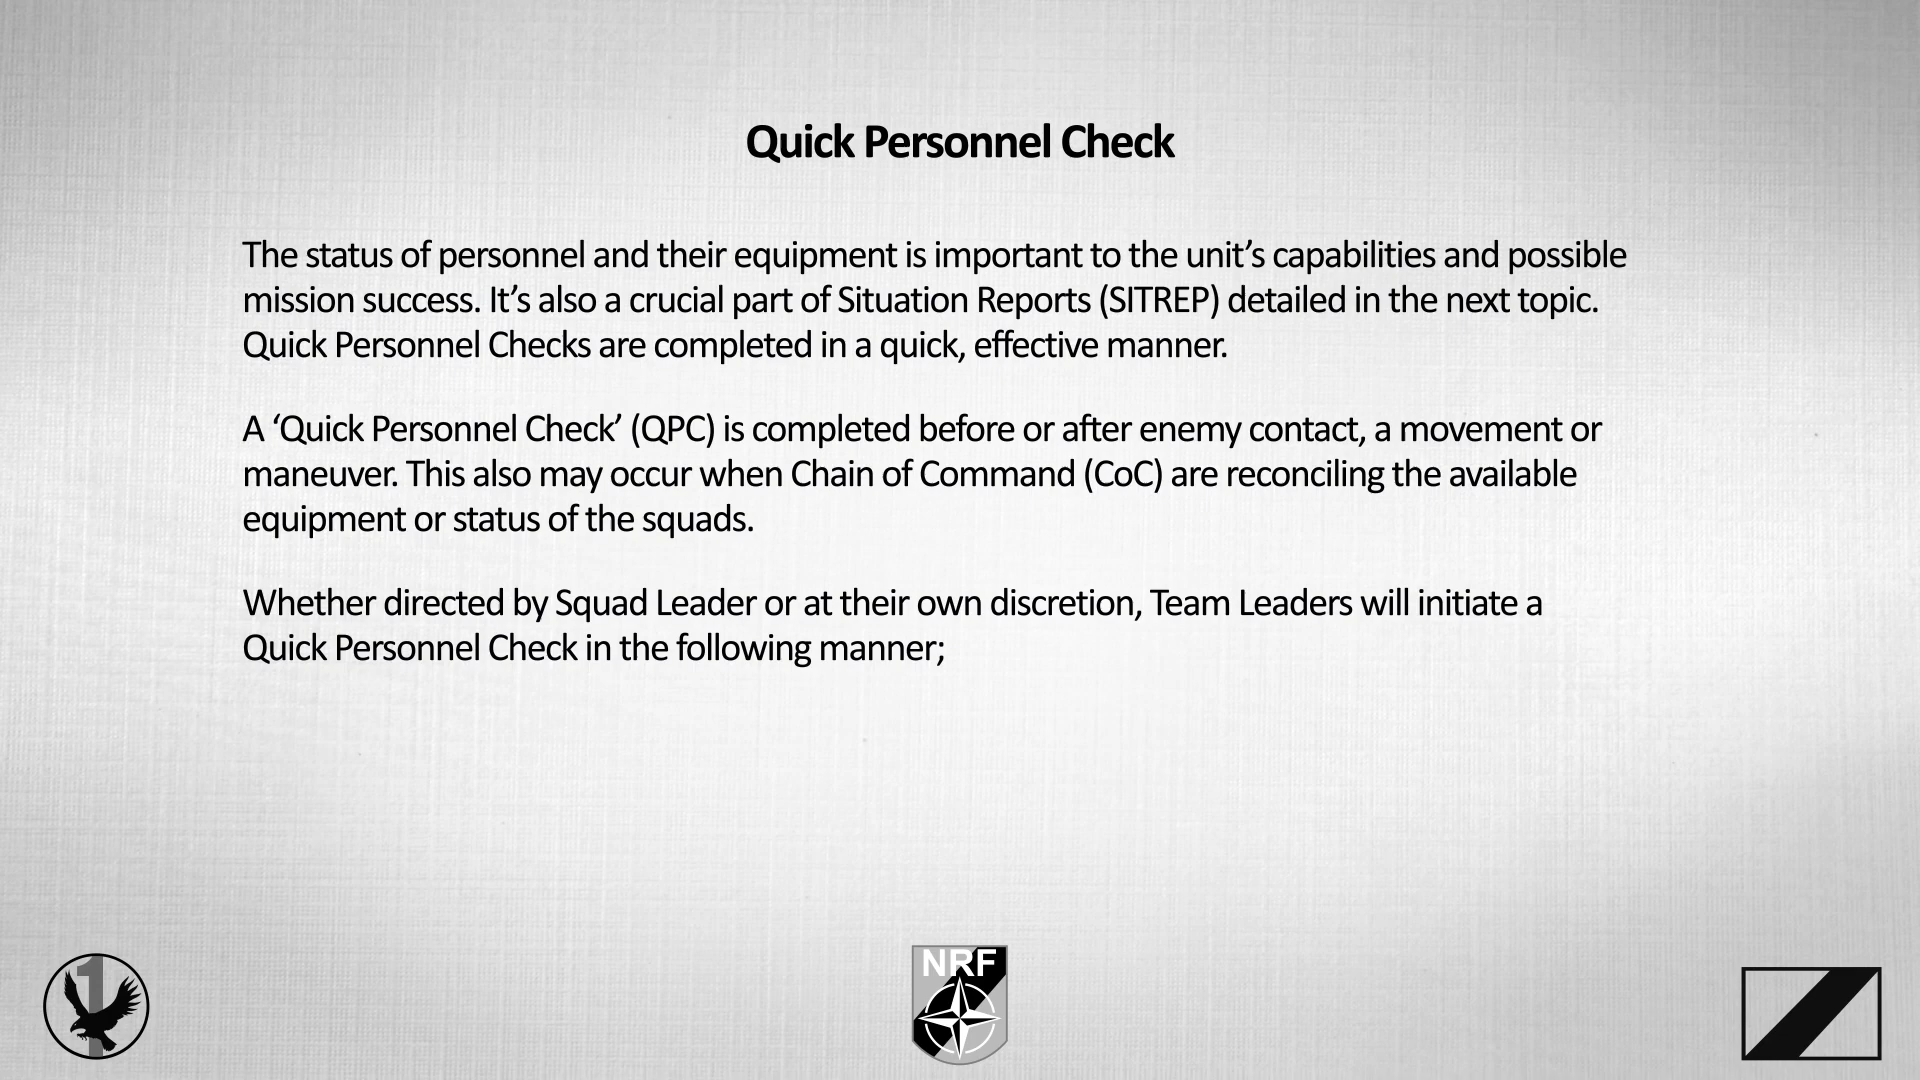 Quick Personnel Check
The status of personnel and their equipment is important to the unit’s capabilities and possible
mission success. It’s also a crucial part of Situation Reports (SITREP) detailed in the next topic.
Quick Personnel Checks are completed in a quick, effective manner.
A ‘Quick Personnel Check’ (QPC) is completed before or after enemy contact, a movement or
maneuver. This also may occur when Chain of Command (CoC) are reconciling the available
equipment or status of the squads.
Whether directed by Squad Leader or at their own discretion, Team Leaders will initiate a
Quick Personnel Check in the following manner;
1
NRF